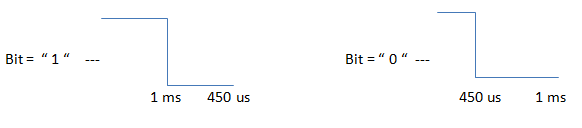 Bit = “ 1 “ ---
Bit = “ 0 “ ---
1 ms 450 us
450 us 1 ms